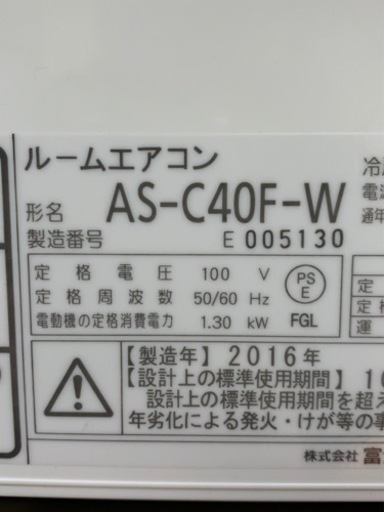 ルームエアコン
冷
形名 AS-C40F-W
電源
通年
製造番号 E 005130
定格電圧 100 V
定格周波数 50/60 Hz
電動機の定格消費電力 1.30 kW
PS
E
FGL
定
定
運
【製造年】2016年
【設計上の標準使用期間】10
設計上の標準使用期間を超え
年劣化による発火・けが等の事
株式会社 富士